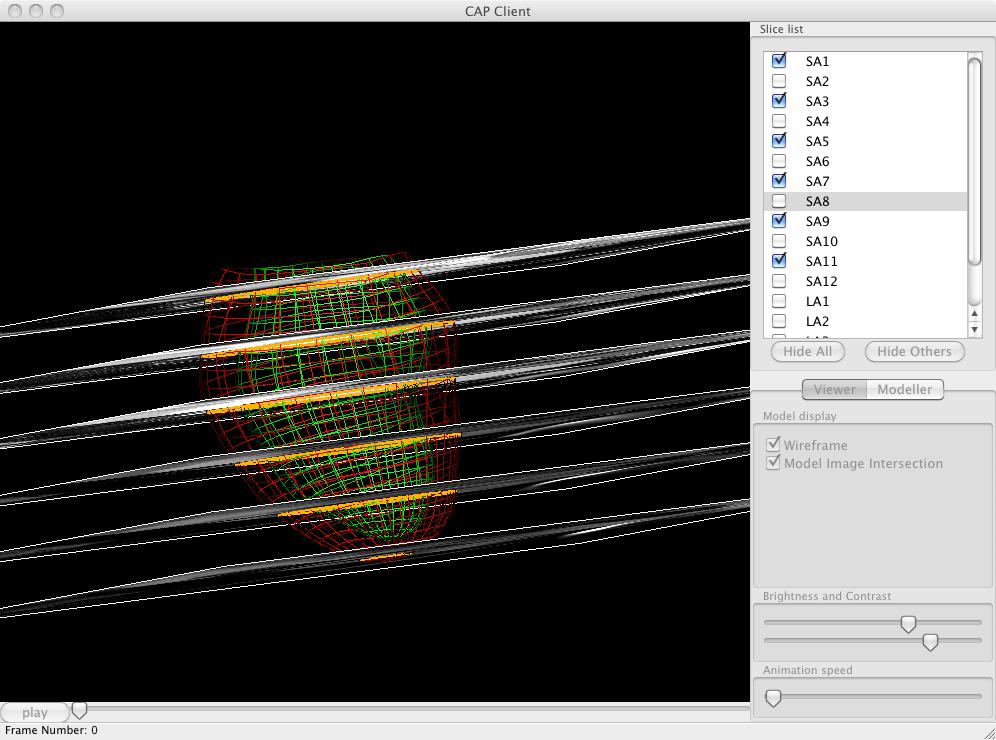 CAP Client
Slice list
SA1
SA2
SA3
SA4
SA5
SA6
SA7
SA8
SA9
SA10
SA11
SA12
LA1
LA2
Hide All Hide Others
Viewer Modeller
Model display
Wireframe
Model Image Intersection
Brightness and Contrast
Animation speed
play
Frame Number: 0